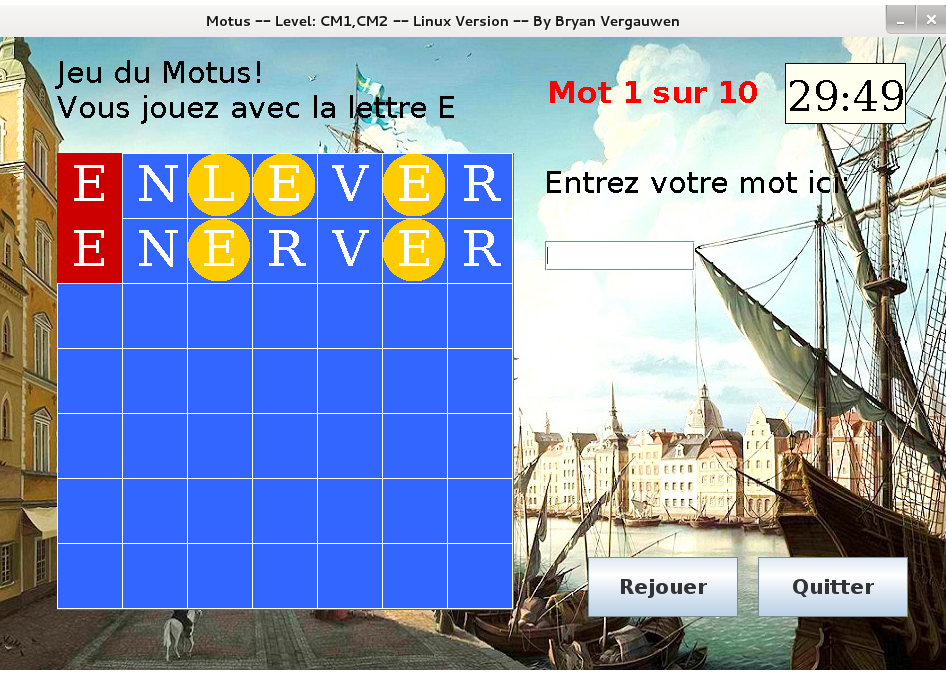 Motus -- Level: CM1,CM2 -- Linux Version -- By Bryan Vergauwen
Jeu du Motus!
Vous jouez avec la lettre E
Mot 1 sur 10
29:49
E N L E V E R
E N E R V E R
Entrez votre mot ici:
Rejouer
Quitter